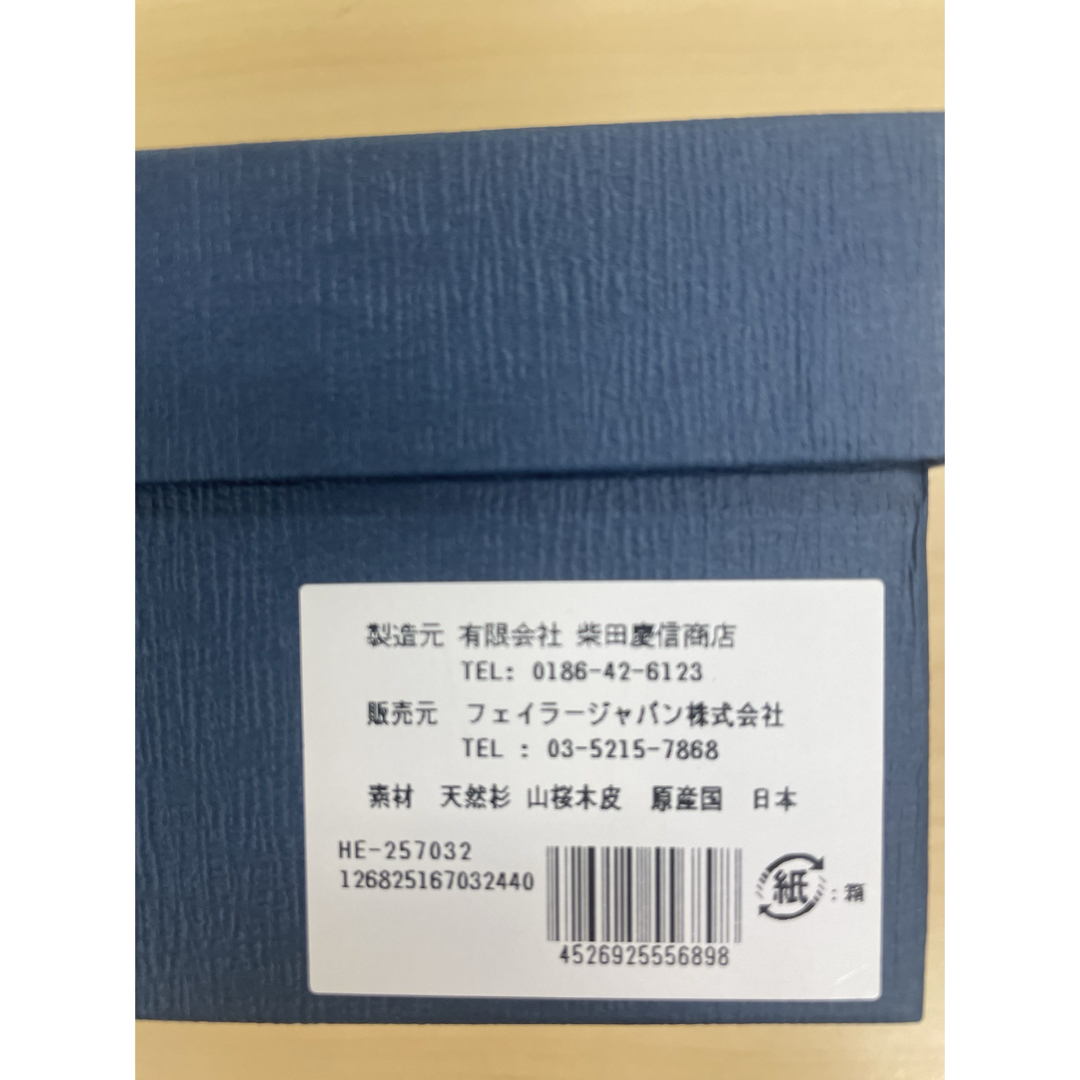 製造元 有限会社 柴田慶信商店
TEL: 0186-42-6123
販売元 フェイラージャパン株式会社
TEL : 03-5215-7868
素材 天然杉 山桜木皮 原産国 日本
HE-257032
126825167032440
4526925556898
紙 : 箱